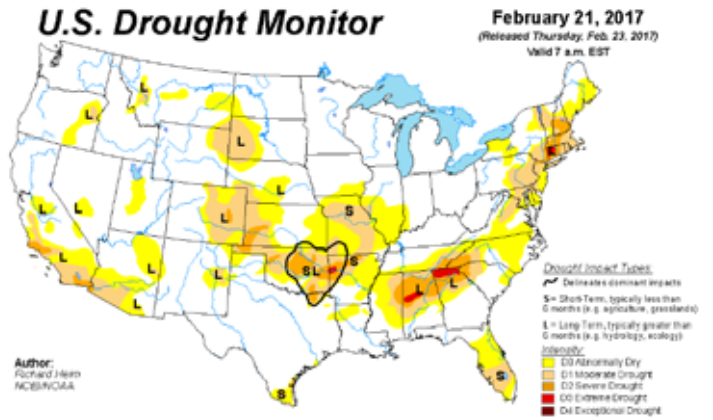 U.S. Drought Monitor
February 21, 2017
(Released Thursday, Feb. 23, 2017)
Valid 7 a.m. EST
L
L
L
L
S
L
L
L
S
S L
L
L
L
L
L
L
S
S
Drought Impact Types:
Delineates dominant impacts
S = Short-Term, typically less than
6 months (e.g. agriculture, grasslands)
L = Long-Term, typically greater than
6 months (e.g. hydrology, ecology)
Intensity:
D0 Abnormally Dry
D1 Moderate Drought
D2 Severe Drought
D3 Extreme Drought
D4 Exceptional Drought
Author:
Richard Heim
NCEI/NOAA